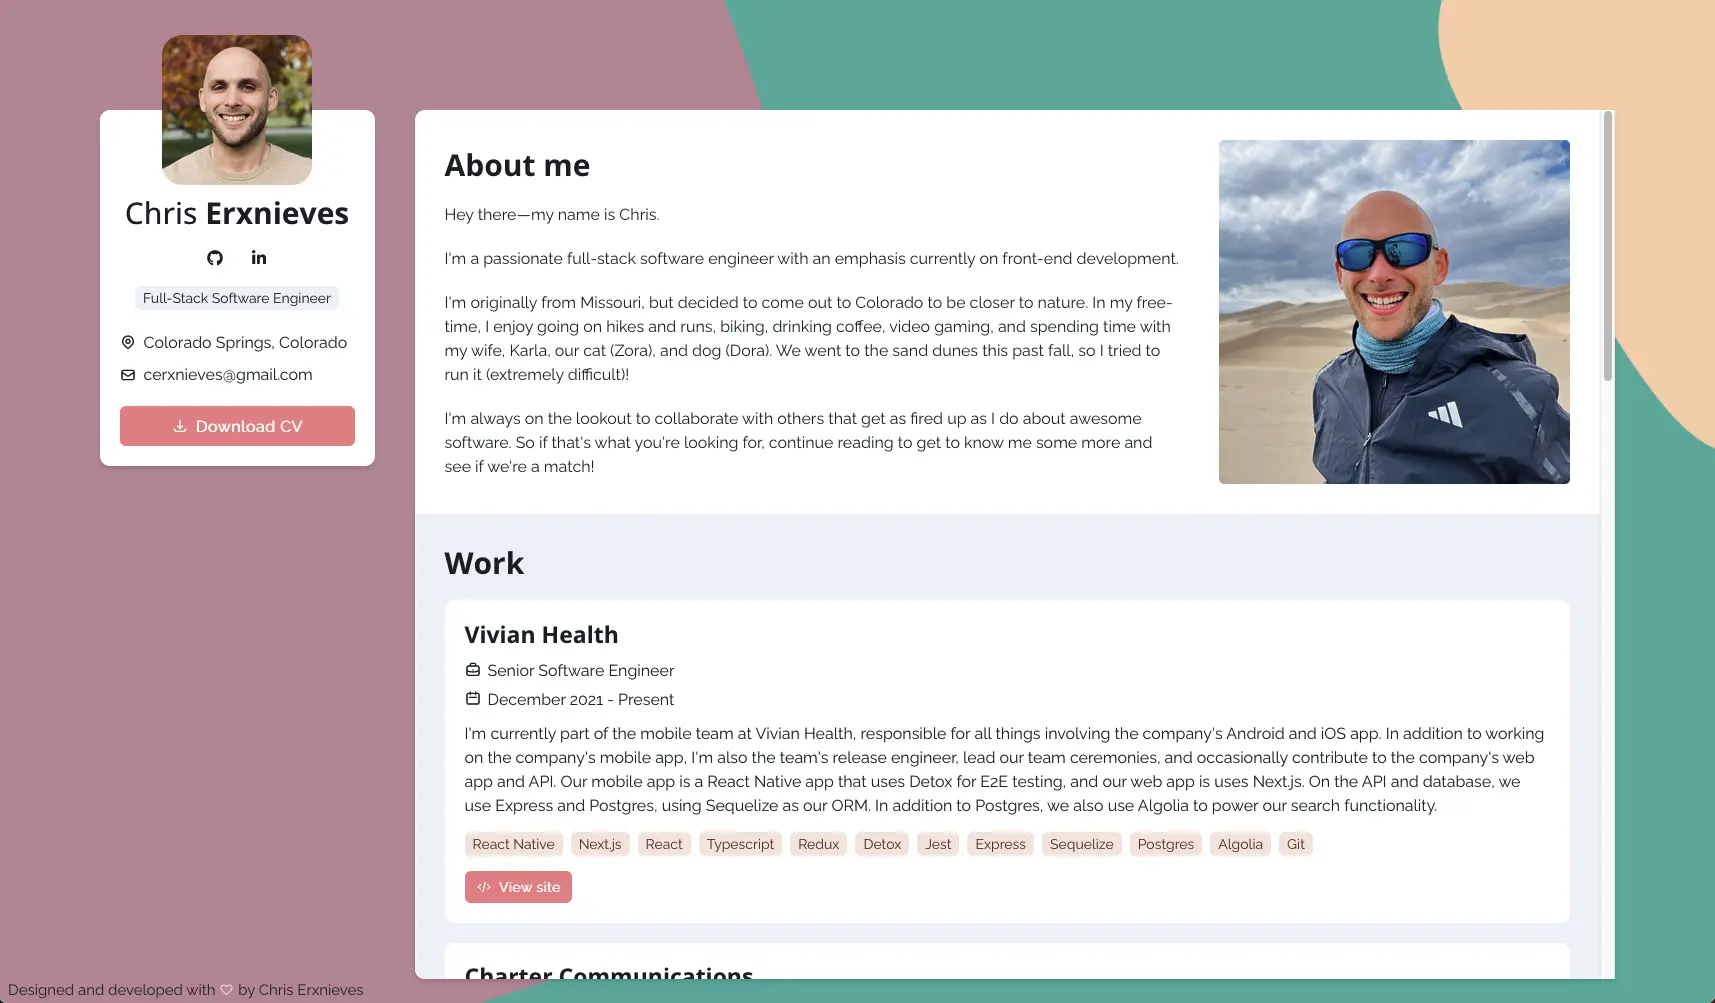 Chris Erxnieves
Full-Stack Software Engineer
Colorado Springs, Colorado
cerxnieves@gmail.com
Download CV
About me
Hey there—my name is Chris.
I'm a passionate full-stack software engineer with an emphasis currently on front-end development.
I'm originally from Missouri, but decided to come out to Colorado to be closer to nature. In my free-
time, I enjoy going on hikes and runs, biking, drinking coffee, video gaming, and spending time with
my wife, Karla, our cat (Zora), and dog (Dora). We went to the sand dunes this past fall, so I tried to
run it (extremely difficult)!
I'm always on the lookout to collaborate with others that get as fired up as I do about awesome
software. So if that's what you're looking for, continue reading to get to know me some more and
see if we're a match!
Work
Vivian Health
Senior Software Engineer
December 2021 - Present
I'm currently part of the mobile team at Vivian Health, responsible for all things involving the company's Android and iOS app. In addition to working
on the company's mobile app, I'm also the team's release engineer, lead our team ceremonies, and occasionally contribute to the company's web
app and API. Our mobile app is a React Native app that uses Detox for E2E testing, and our web app is uses Next.js. On the API and database, we
use Express and Postgres, using Sequelize as our ORM. In addition to Postgres, we also use Algolia to power our search functionality.
React Native Next.js React Typescript Redux Detox Jest Express Sequelize Postgres Algolia Git
</> View site
Charter Communications
Designed and developed with ♡ by Chris Erxnieves